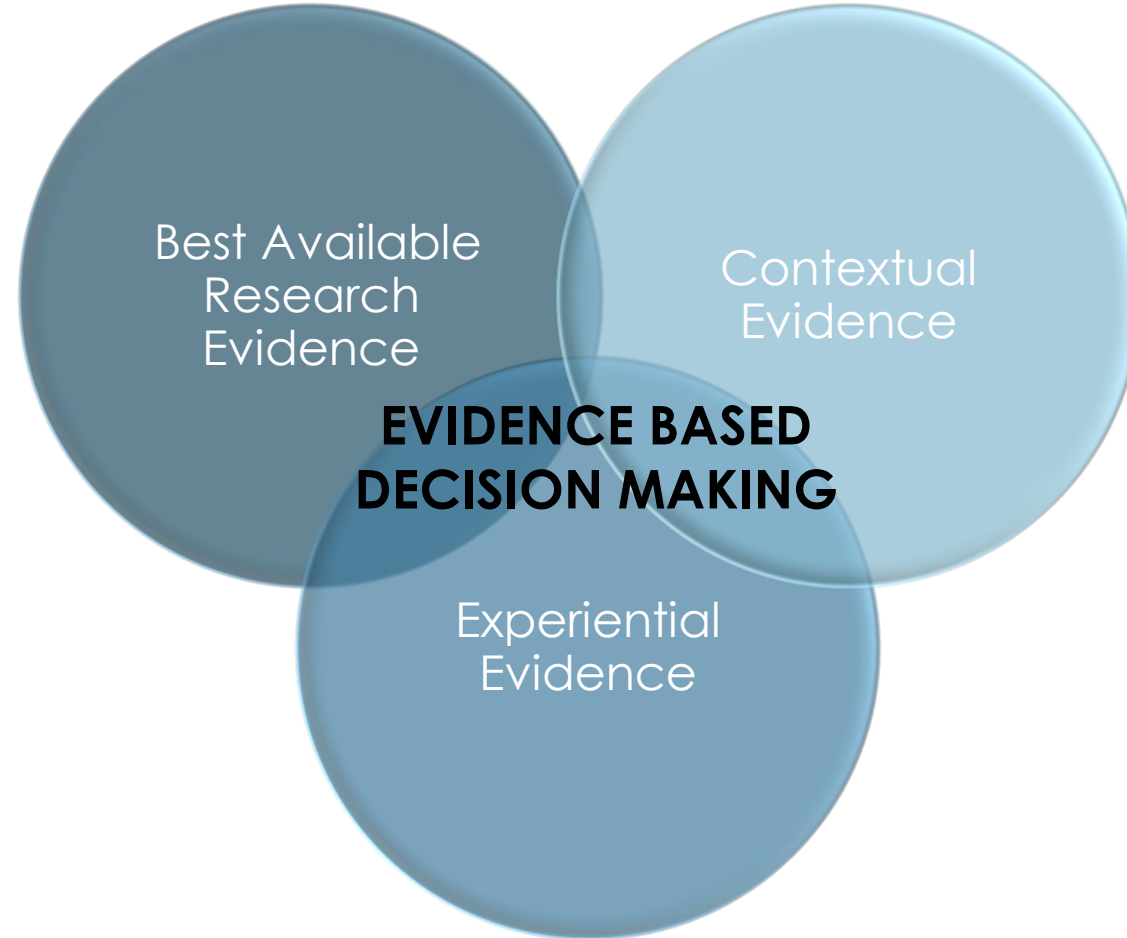 Best Available
Research
Evidence
Contextual
Evidence
EVIDENCE BASED
DECISION MAKING
Experiential
Evidence